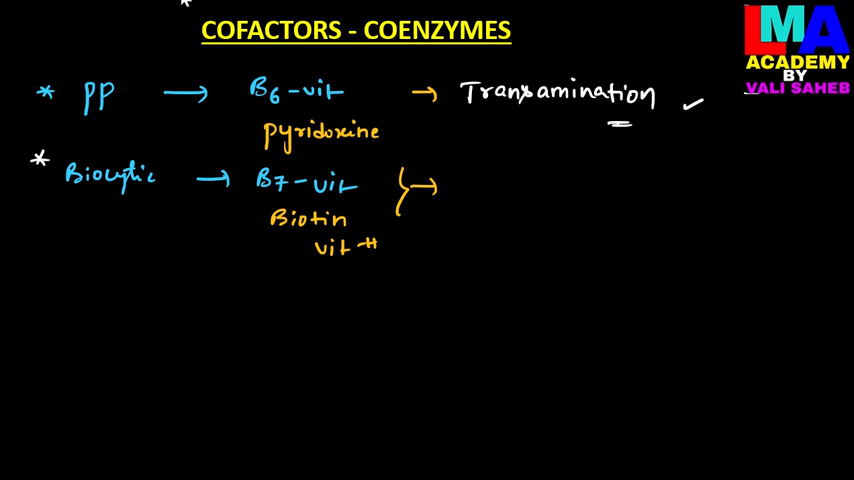 COFACTORS - COENZYMES
LMA
ACADEMY
BY
VALI SAHEB
* PP → B6-vit → Transamination ✓
pyridoxine
* Biocytic → B7-vit →
Biotin
vit-H